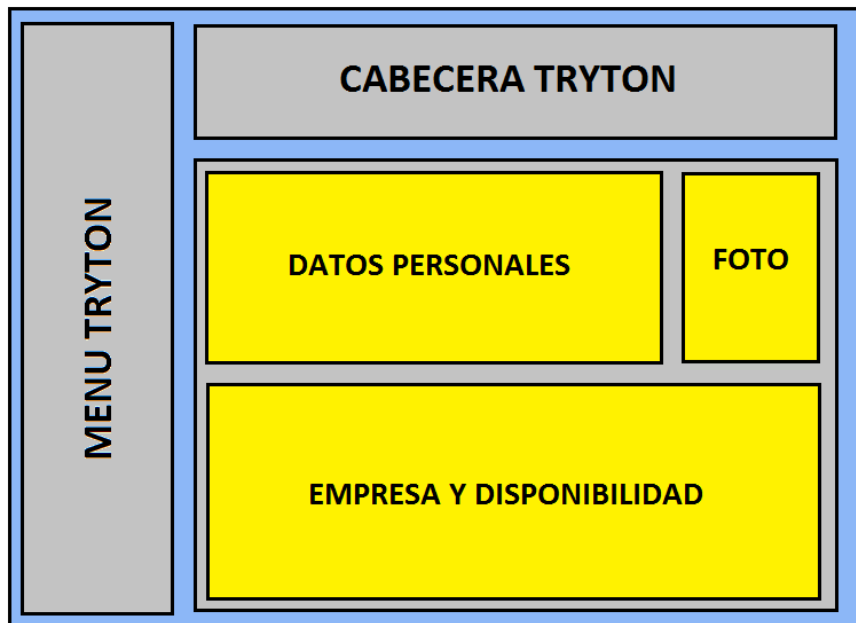 MENU TRYTON
CABECERA TRYTON
DATOS PERSONALES
FOTO
EMPRESA Y DISPONIBILIDAD